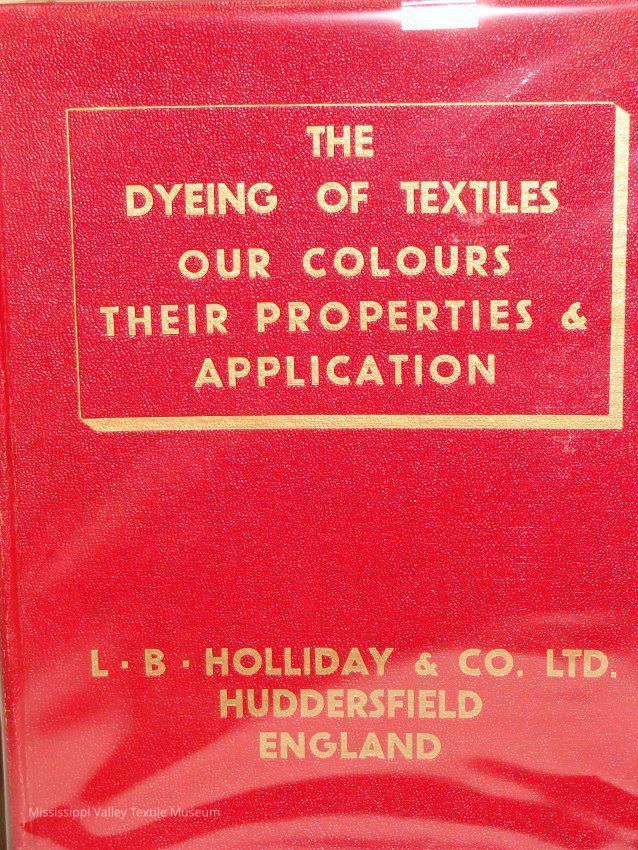 THE
DYEING OF TEXTILES
OUR COLOURS
THEIR PROPERTIES &
APPLICATION
L · B · HOLLIDAY & CO. LTD.
HUDDERSFIELD
ENGLAND
Mississippi Valley Textile Museum